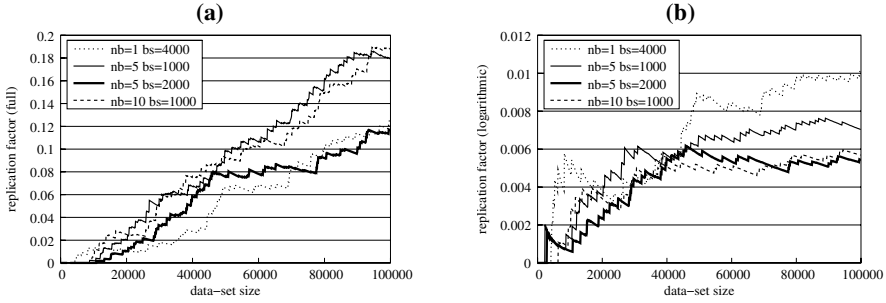 (a)
replication factor (full)
0.2
0.18
0.16
0.14
0.12
0.1
0.08
0.06
0.04
0.02
0
nb=1 bs=4000
nb=5 bs=1000
nb=5 bs=2000
nb=10 bs=1000
0 20000 40000 60000 80000 100000
data−set size
(b)
replication factor (logarithmic)
0.012
0.01
0.008
0.006
0.004
0.002
0
nb=1 bs=4000
nb=5 bs=1000
nb=5 bs=2000
nb=10 bs=1000
0 20000 40000 60000 80000 100000
data−set size